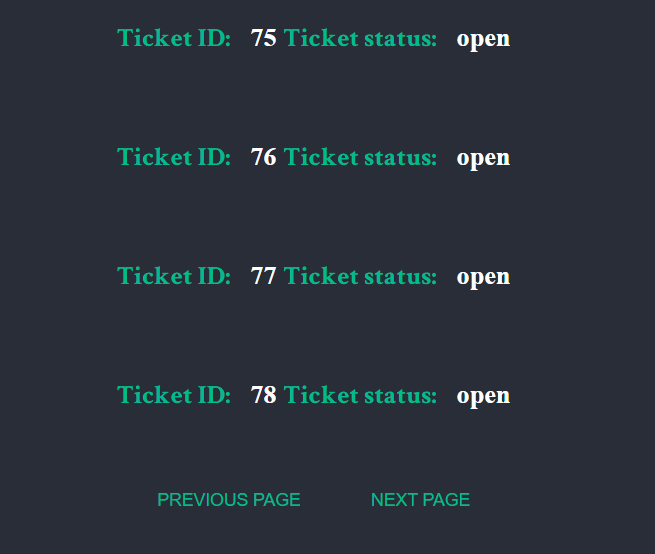 Ticket ID: 75 Ticket status: open
Ticket ID: 76 Ticket status: open
Ticket ID: 77 Ticket status: open
Ticket ID: 78 Ticket status: open
PREVIOUS PAGE NEXT PAGE